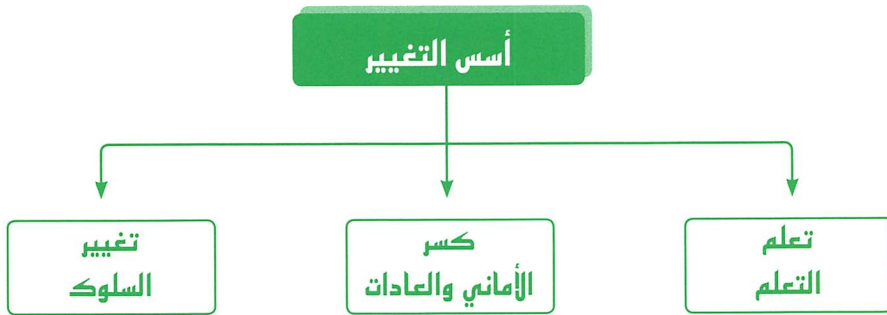 أسس التغيير
تعلم
التعلم
كسر
الأماني والعادات
تغيير
السلوك